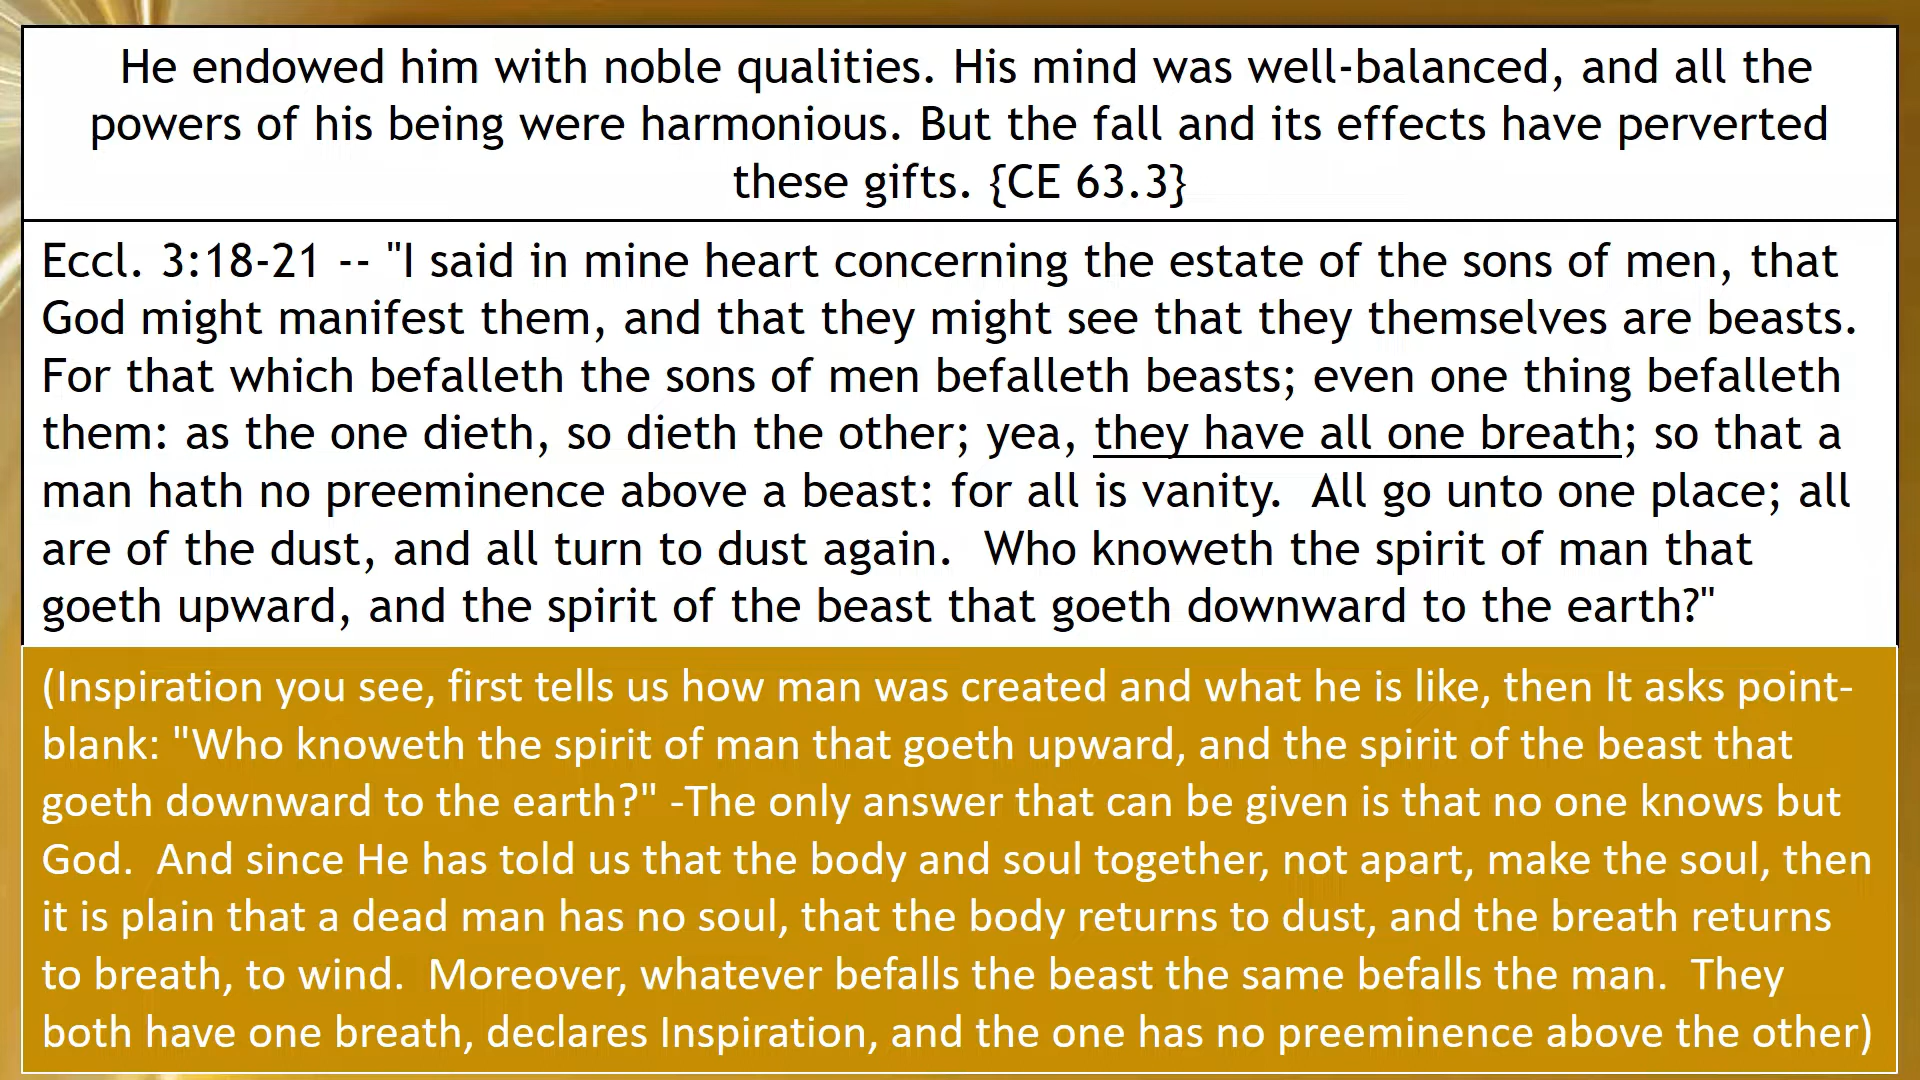 He endowed him with noble qualities. His mind was well-balanced, and all the
powers of his being were harmonious. But the fall and its effects have perverted
these gifts. {CE 63.3}
Eccl. 3:18-21 -- "I said in mine heart concerning the estate of the sons of men, that
God might manifest them, and that they might see that they themselves are beasts.
For that which befalleth the sons of men befalleth beasts; even one thing befalleth
them: as the one dieth, so dieth the other; yea, they have all one breath; so that a
man hath no preeminence above a beast: for all is vanity.  All go unto one place; all
are of the dust, and all turn to dust again.  Who knoweth the spirit of man that
goeth upward, and the spirit of the beast that goeth downward to the earth?"
(Inspiration you see, first tells us how man was created and what he is like, then It asks point-
blank: "Who knoweth the spirit of man that goeth upward, and the spirit of the beast that
goeth downward to the earth?" -The only answer that can be given is that no one knows but
God.  And since He has told us that the body and soul together, not apart, make the soul, then
it is plain that a dead man has no soul, that the body returns to dust, and the breath returns
to breath, to wind.  Moreover, whatever befalls the beast the same befalls the man.  They
both have one breath, declares Inspiration, and the one has no preeminence above the other)